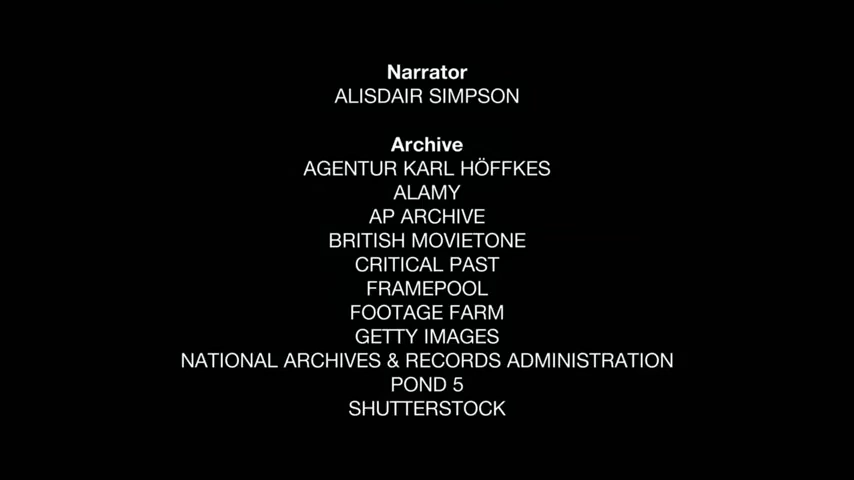 Narrator
ALISDAIR SIMPSON
Archive
AGENTUR KARL HÖFFKES
ALAMY
AP ARCHIVE
BRITISH MOVIETONE
CRITICAL PAST
FRAMEPOOL
FOOTAGE FARM
GETTY IMAGES
NATIONAL ARCHIVES & RECORDS ADMINISTRATION
POND 5
SHUTTERSTOCK